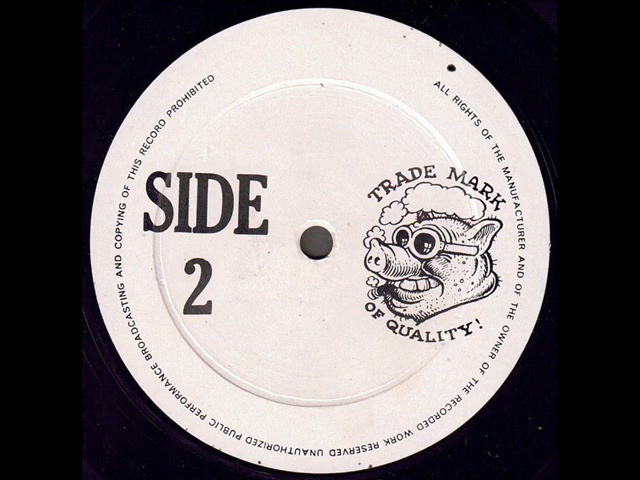 SIDE
2
TRADE MARK
OF QUALITY!
ALL RIGHTS OF THE MANUFACTURER AND OF THE OWNER OF THE RECORDED WORK RESERVED UNAUTHORIZED PUBLIC PERFORMANCE BROADCASTING AND COPYING OF THIS RECORD PROHIBITED